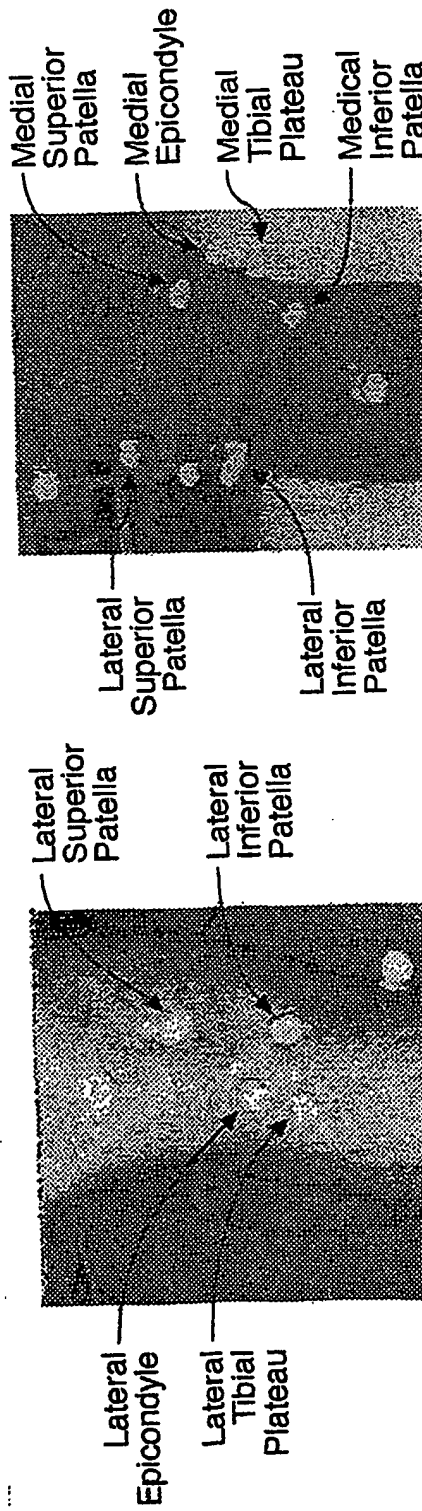 Lateral
Epicondyle
Lateral
Tibial
Plateau
Lateral
Superior
Patella
Lateral
Inferior
Patella
Lateral
Superior
Patella
Lateral
Inferior
Patella
Medial
Superior
Patella
Medial
Epicondyle
Medial
Tibial
Plateau
Medical
Inferior
Patella